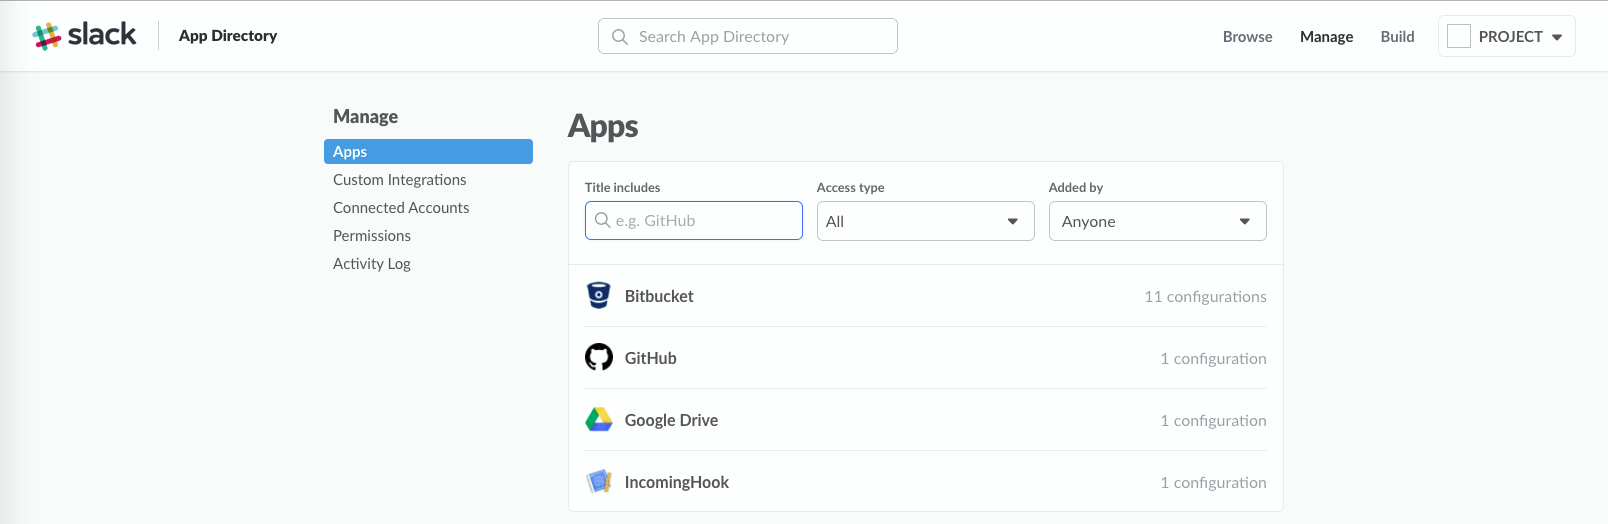 slack App Directory Search App Directory Browse Manage Build PROJECT
Manage
Apps
Custom Integrations
Connected Accounts
Permissions
Activity Log
Apps
Title includes Access type Added by
e.g. GitHub All Anyone
Bitbucket 11 configurations
GitHub 1 configuration
Google Drive 1 configuration
IncomingHook 1 configuration